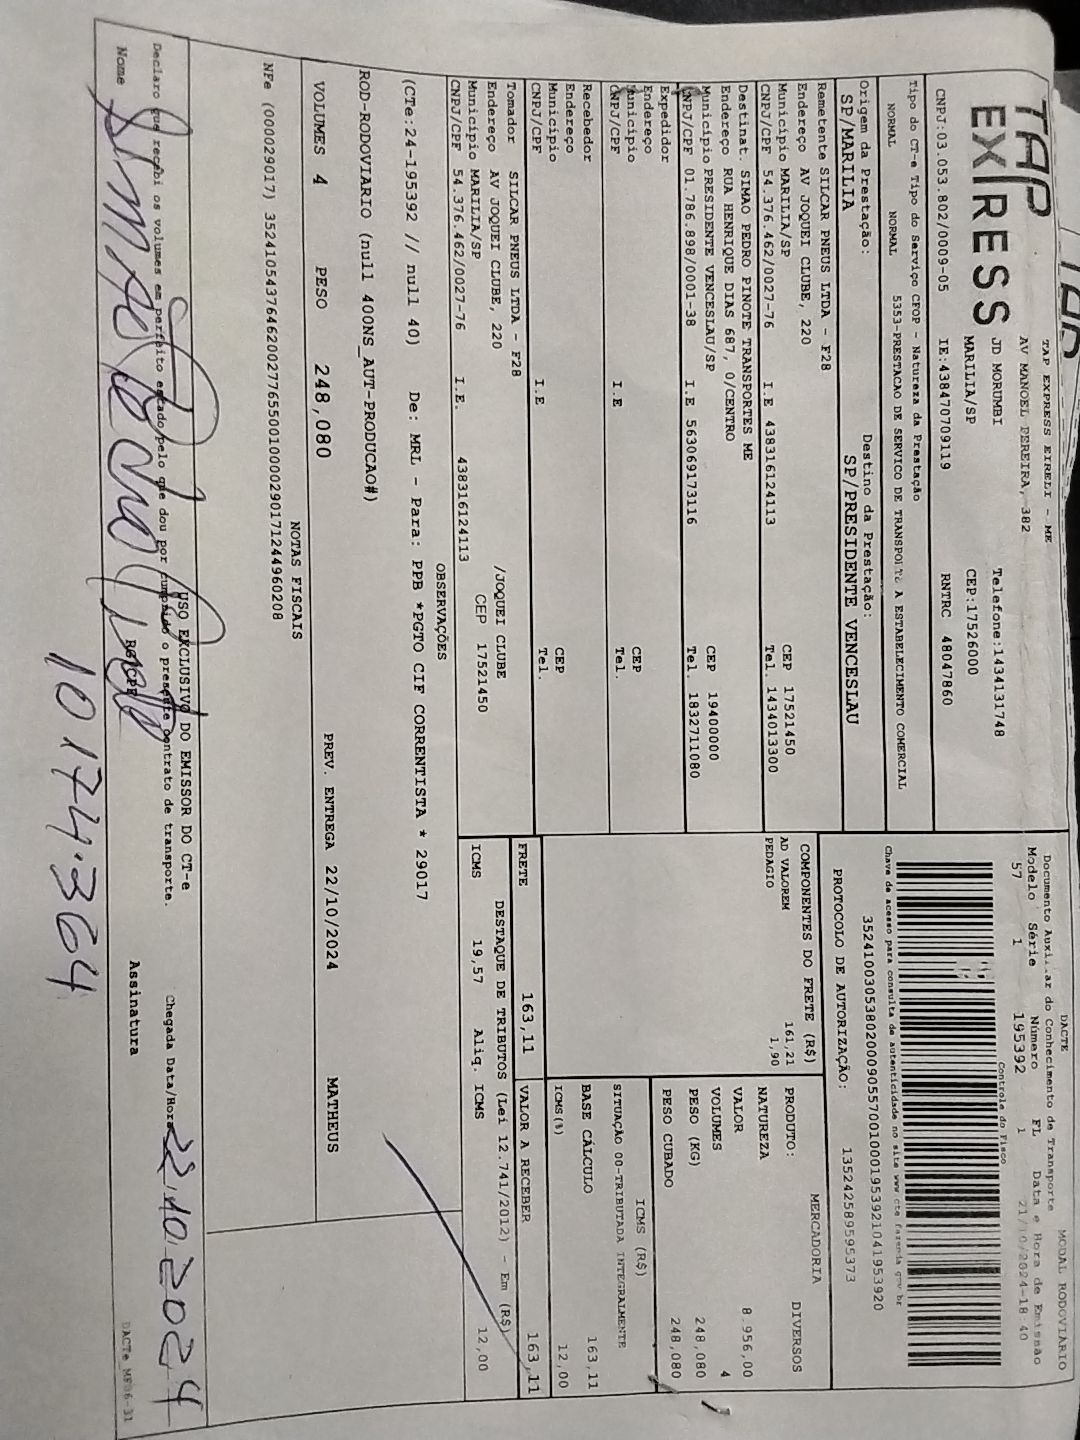 TAP EXPRESS
TAP EXPRESS EIRELI - ME
AV MANOEL PEREIRA, 382
JD MORUMBI Telefone:1434131748
MARILIA/SP CEP:17526000
CNPJ:03.053.802/0009-05 IE:438470709119 RNTRC 48047860
Tipo do CT-e Tipo do Serviço CFOP - Natureza da Prestação
NORMAL NORMAL 5353-PRESTACAO DE SERVICO DE TRANSPORTE A ESTABELECIMENTO COMERCIAL
Origem da Prestação: Destino da Prestação:
SP/MARILIA SP/PRESIDENTE VENCESLAU
Remetente SILCAR PNEUS LTDA - F28
Endereço AV JOQUEI CLUBE, 220
Município MARILIA/SP CEP 17521450
CNPJ/CPF 54.376.462/0027-76 I.E 438316124113 Tel. 1434013300
Destinat. SIMAO PEDRO PINOTE TRANSPORTES ME
Endereço RUA HENRIQUE DIAS 687, 0/CENTRO
Município PRESIDENTE VENCESLAU/SP CEP 19400000
CNPJ/CPF 01.786.898/0001-38 I.E 563069173116 Tel. 1832711080
Expedidor
Endereço
Município CEP
CNPJ/CPF I.E Tel.
Recebedor
Endereço
Município CEP
CNPJ/CPF I.E Tel.
Tomador SILCAR PNEUS LTDA - F28
Endereço AV JOQUEI CLUBE, 220 /JOQUEI CLUBE
Município MARILIA/SP CEP 17521450
CNPJ/CPF 54.376.462/0027-76 I.E. 438316124113
DACTE MODAL RODOVIÁRIO
Documento Auxiliar do Conhecimento de Transporte
Modelo Série Número FL Data e Hora de Emissão
57 1 195392 1 21/10/2024-18 40
Controle do Fisco
Chave de acesso para consulta de autenticidade no site www cte fazenda gov br
35241003053802000905570010001953921041953920
PROTOCOLO DE AUTORIZAÇÃO: 135242589595373
COMPONENTES DO FRETE (R$)
AD VALOREM 161,21
PEDAGIO 1,90
MERCADORIA
PRODUTO: DIVERSOS
NATUREZA
VALOR 8.956,00
VOLUMES 4
PESO (KG) 248,080
PESO CUBADO 248,080
ICMS (R$)
SITUAÇÃO 00-TRIBUTADA INTEGRALMENTE
BASE CÁLCULO 163,11
ICMS(%) 12,00
FRETE 163,11 VALOR A RECEBER 163,11
DESTAQUE DE TRIBUTOS (Lei 12.741/2012) - Em (R$)
ICMS 19,57 Aliq. ICMS 12,00
OBSERVAÇÕES
(CTe:24-195392 // null 40) De: MRL - Para: PPB *PGTO CIF CORRENTISTA * 29017
ROD-RODOVIARIO (null 400NS_AUT-PRODUCAO#)
VOLUMES 4 PESO 248,080 PREV. ENTREGA 22/10/2024 MATHEUS
NOTAS FISCAIS
NFe (000029017) 35241054376462002776550010000290171244960208
USO EXCLUSIVO DO EMISSOR DO CT-e
Declaro que recebi os volumes em perfeito estado pelo que dou por cumprido o presente contrato de transporte. Chegada Data/Hora 22.10.2024
Nome Simao Pedro Pinote RG/CPF Assinatura DACTe MF06-31
10 174.364